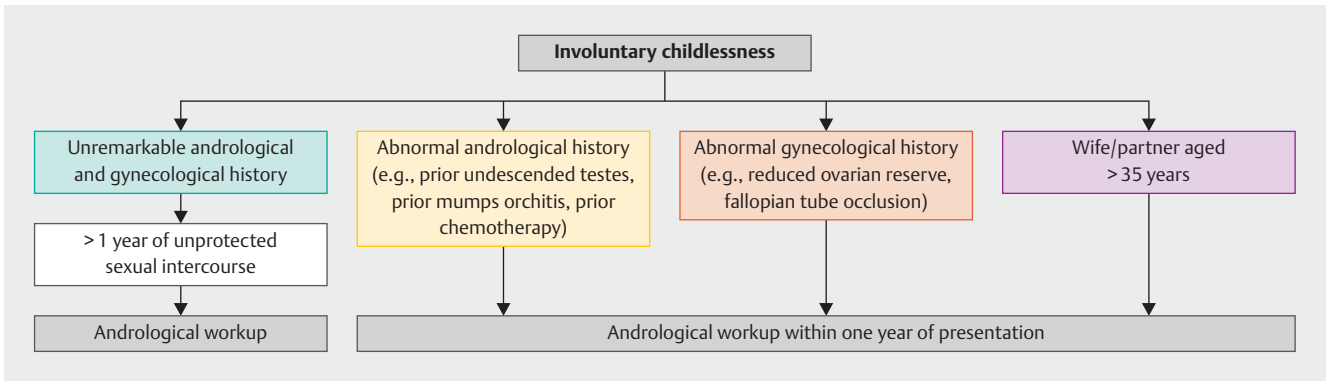 Involuntary childlessness
Unremarkable andrological
and gynecological history
> 1 year of unprotected
sexual intercourse
Andrological workup
Abnormal andrological history
(e.g., prior undescended testes,
prior mumps orchitis, prior
chemotherapy)
Abnormal gynecological history
(e.g., reduced ovarian reserve,
fallopian tube occlusion)
Wife/partner aged
> 35 years
Andrological workup within one year of presentation